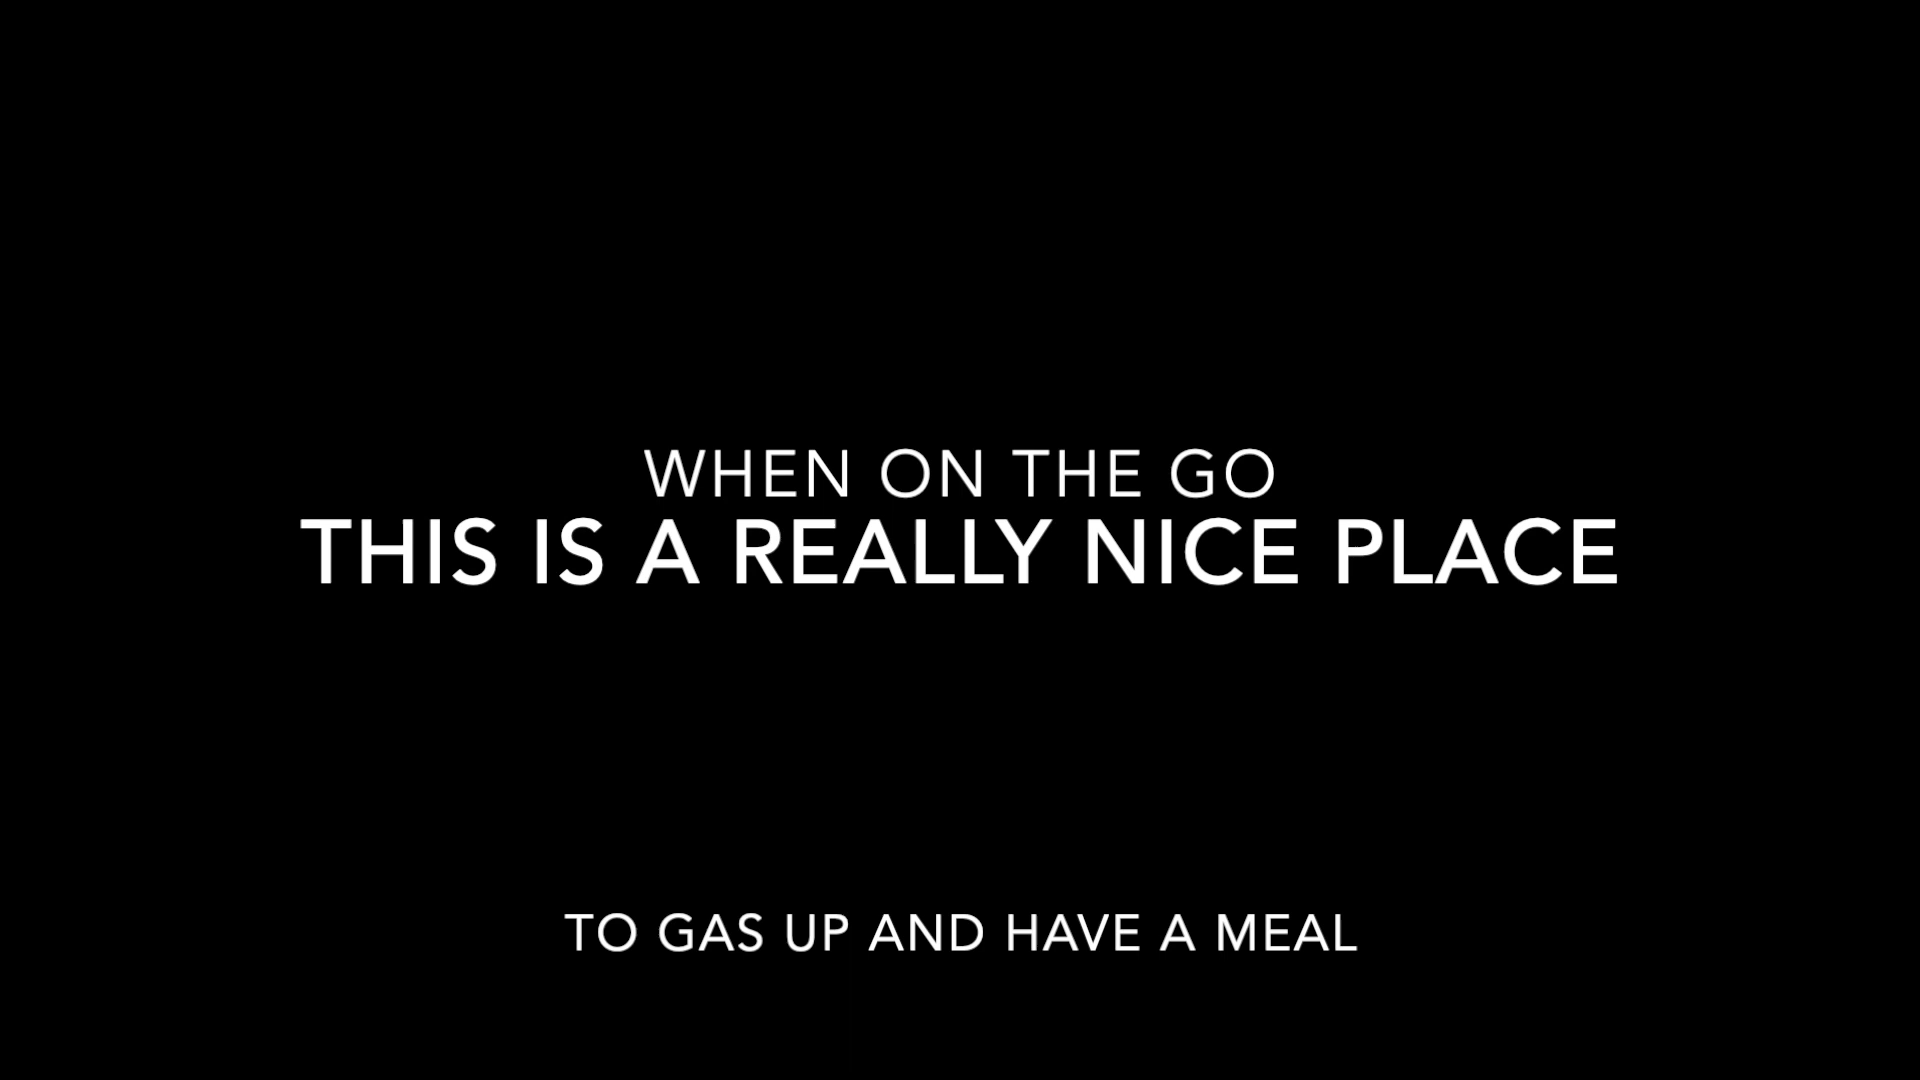 WHEN ON THE GO
THIS IS A REALLY NICE PLACE
TO GAS UP AND HAVE A MEAL